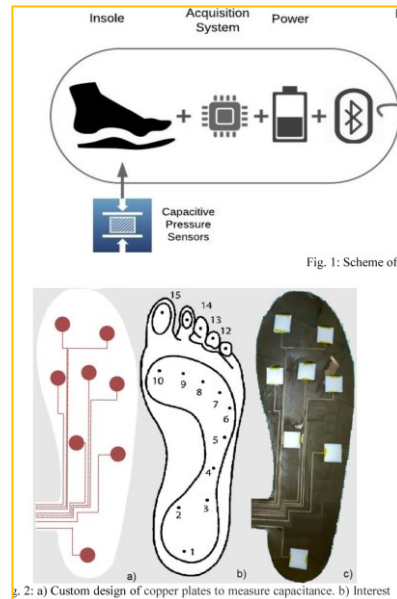 Insole
Acquisition
System
Power
Capacitive
Pressure
Sensors
Fig. 1: Scheme of
15
14
13
12
10
9
8
7
6
5
4
3
2
1
a)
b)
c)
g. 2: a) Custom design of copper plates to measure capacitance. b) Interest